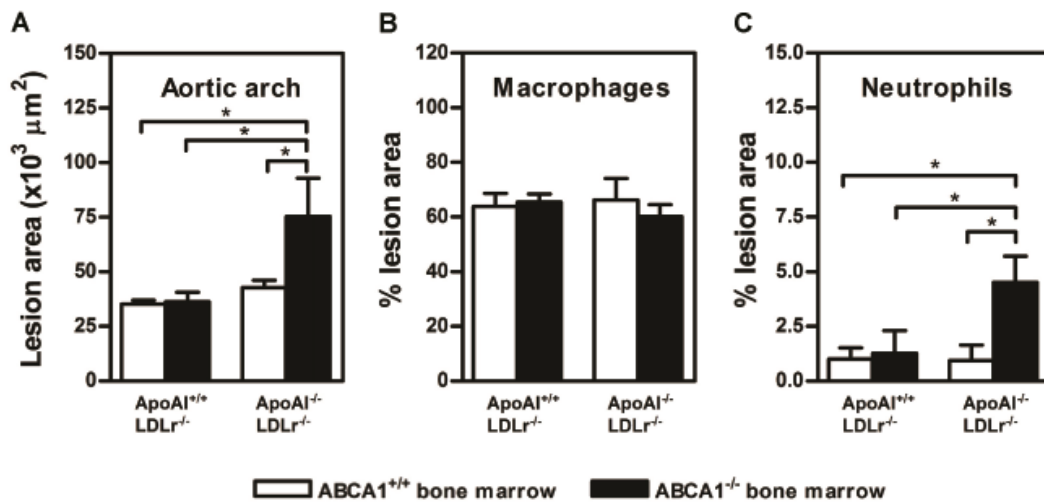 A
Lesion area (x10³ μm²)
150
125
100
75
50
25
0
Aortic arch
*
*
*
ApoAI⁺/⁺
LDLr⁻/⁻
ApoAI⁻/⁻
LDLr⁻/⁻
B
% lesion area
120
100
80
60
40
20
0
Macrophages
ApoAI⁺/⁺
LDLr⁻/⁻
ApoAI⁻/⁻
LDLr⁻/⁻
C
% lesion area
15.0
12.5
10.0
7.5
5.0
2.5
0.0
Neutrophils
*
*
*
ApoAI⁺/⁺
LDLr⁻/⁻
ApoAI⁻/⁻
LDLr⁻/⁻
ABCA1⁺/⁺ bone marrow
ABCA1⁻/⁻ bone marrow